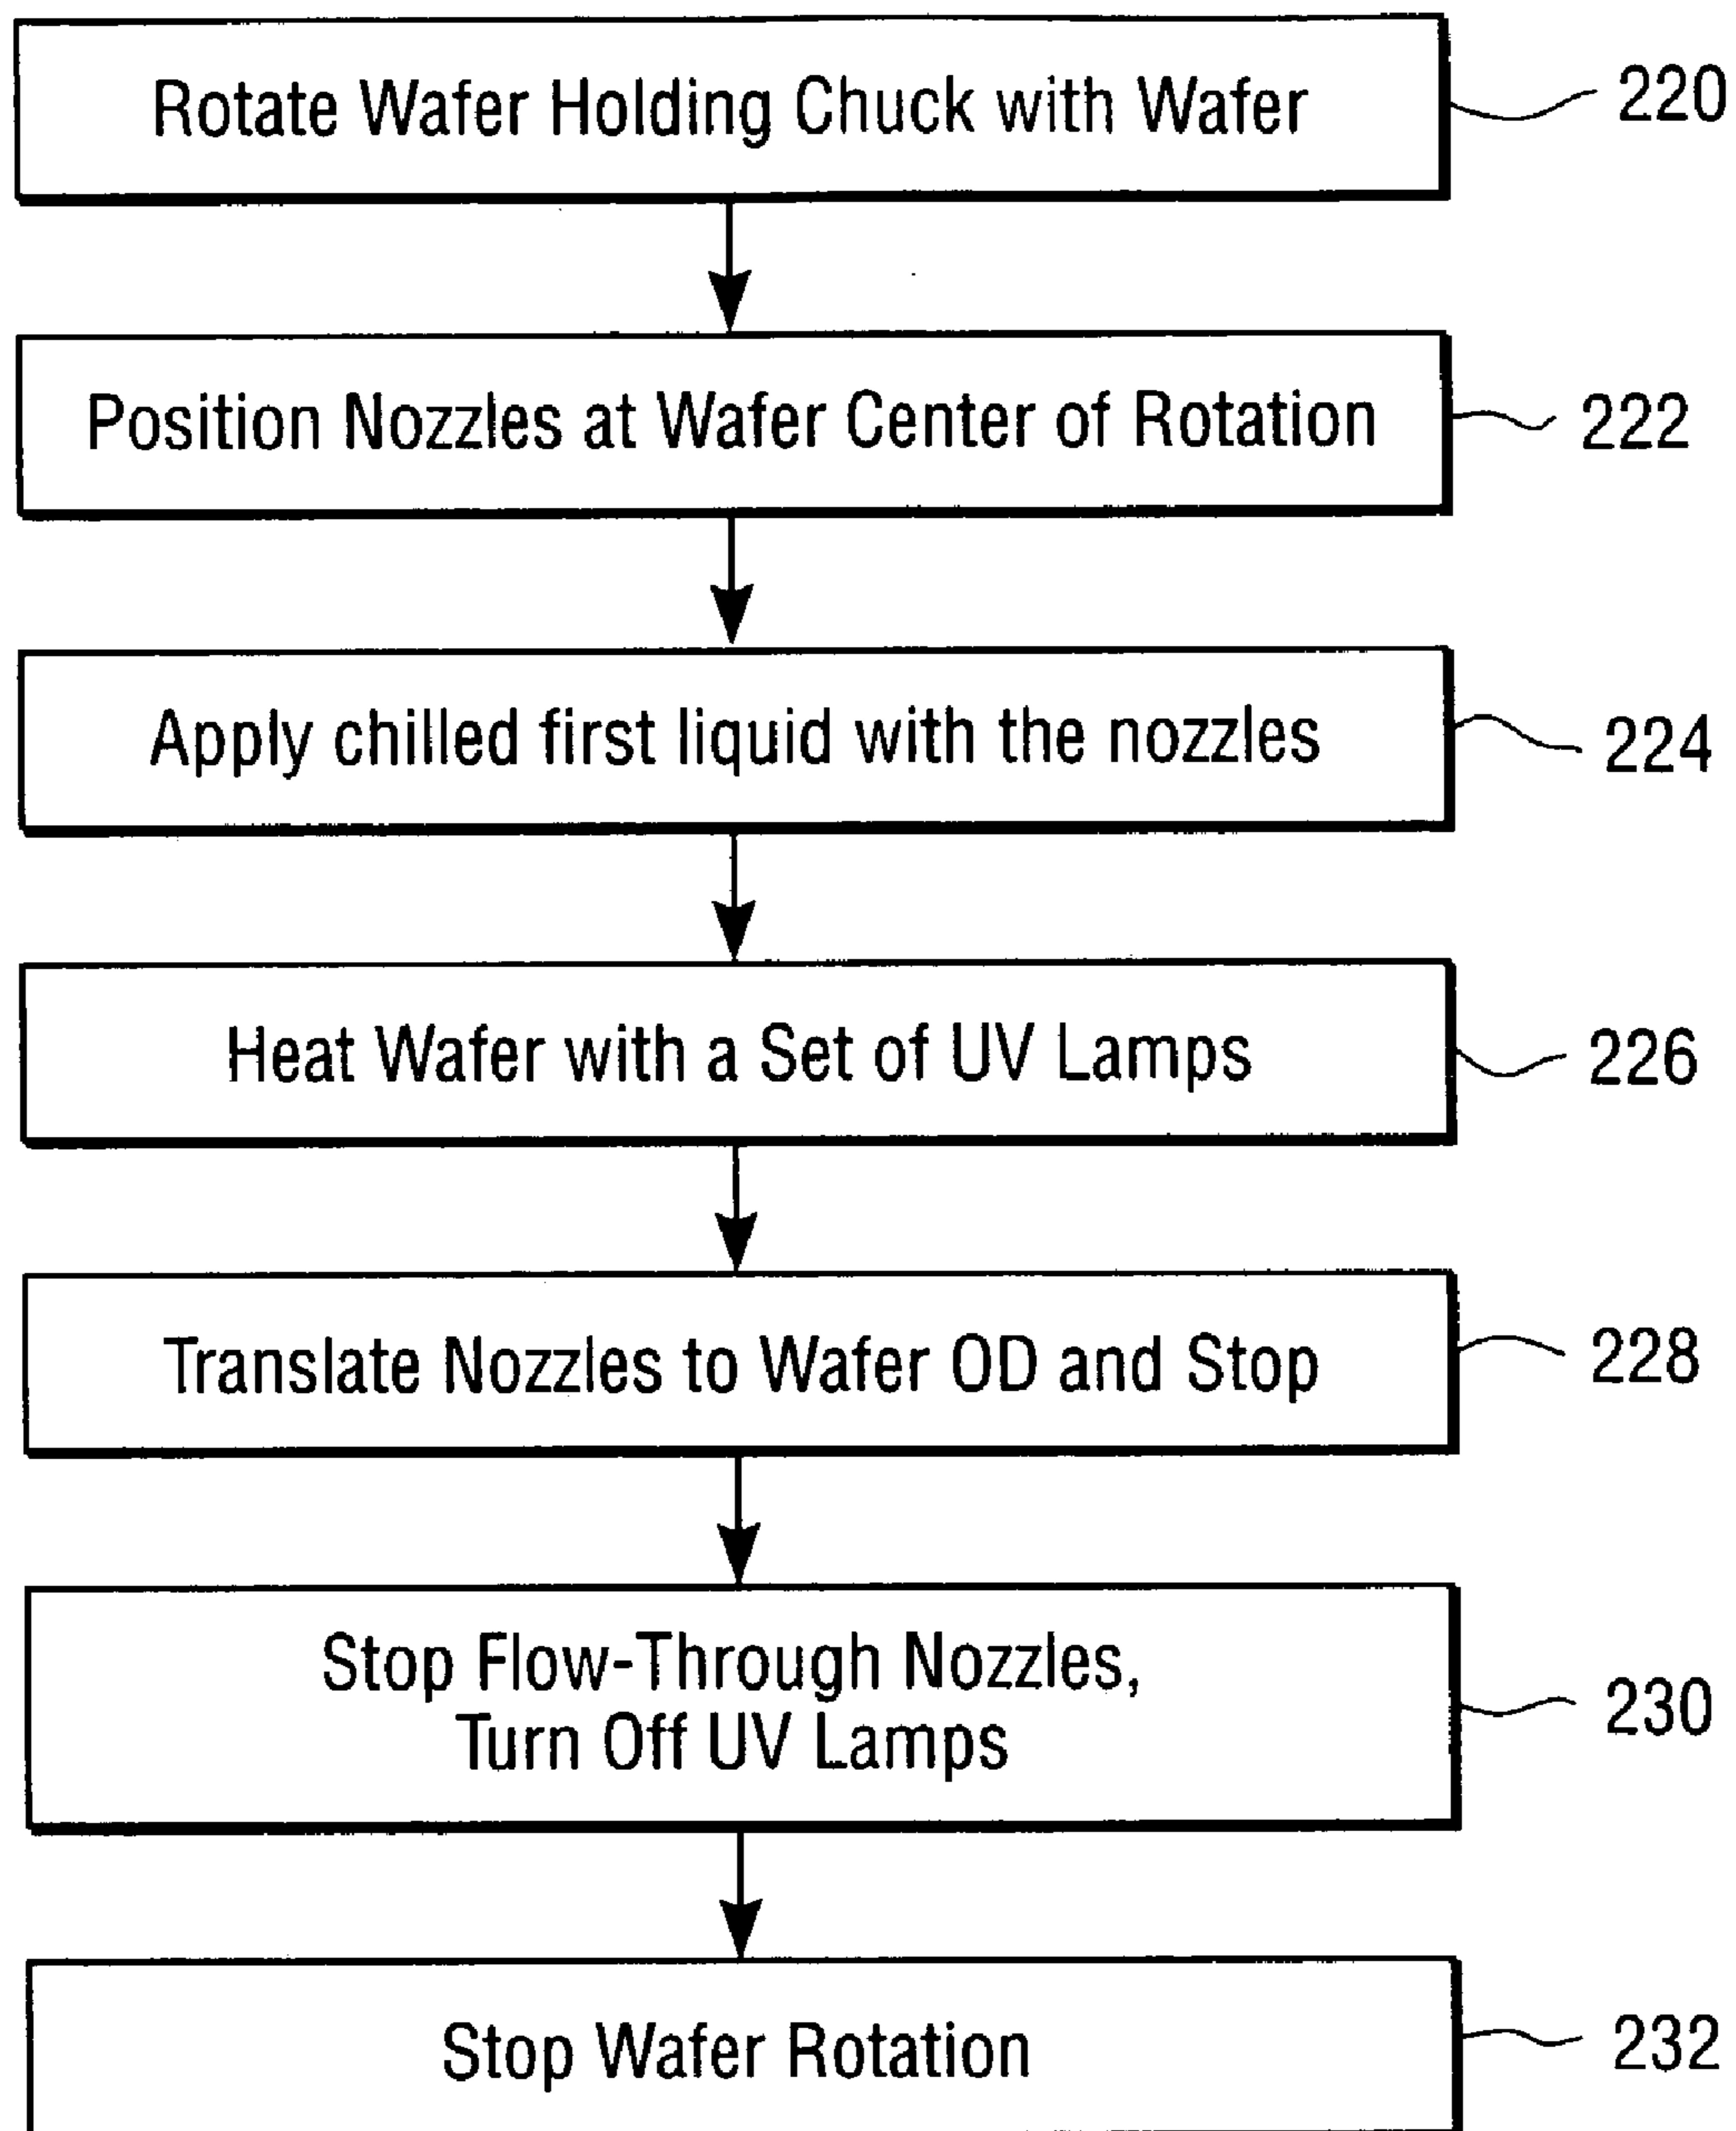 Rotate Wafer Holding Chuck with Wafer
220
Position Nozzles at Wafer Center of Rotation
222
Apply chilled first liquid with the nozzles
224
Heat Wafer with a Set of UV Lamps
226
Translate Nozzles to Wafer OD and Stop
228
Stop Flow-Through Nozzles,
Turn Off UV Lamps
230
Stop Wafer Rotation
232